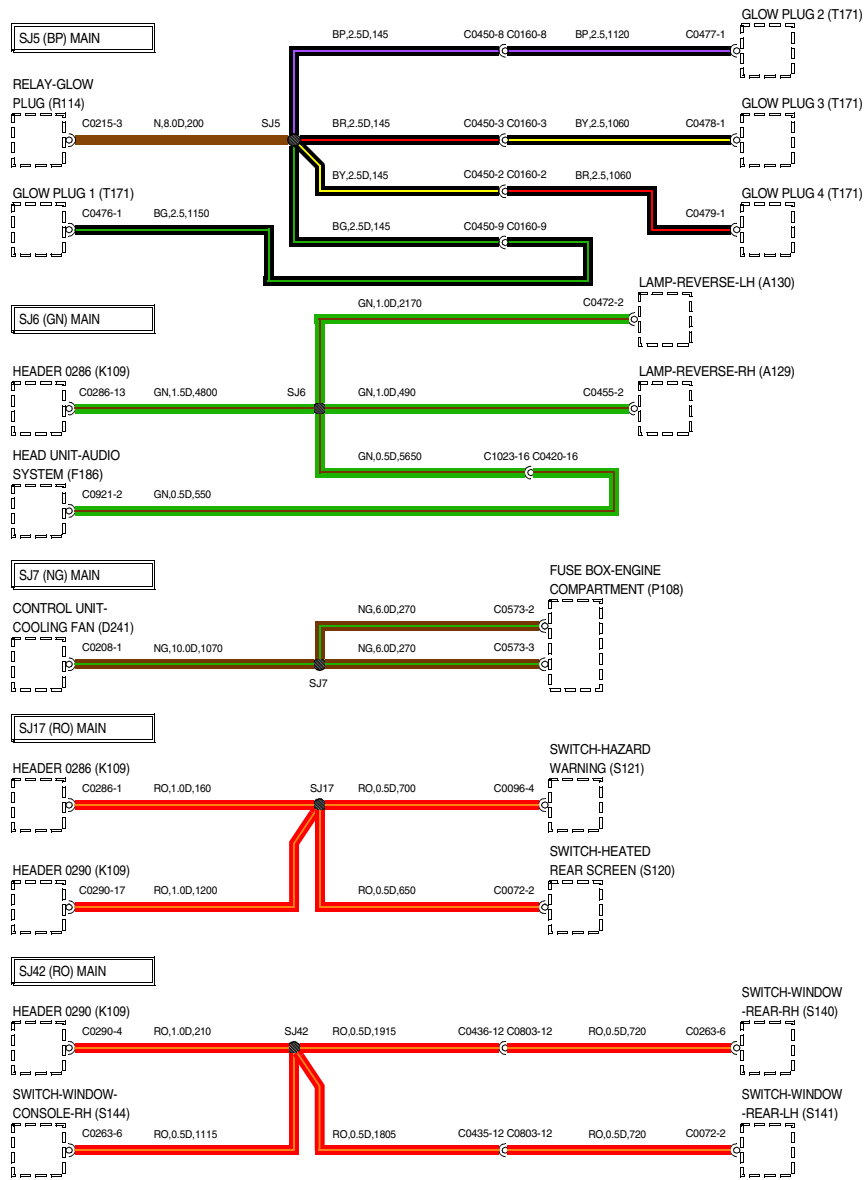 SJ5 (BP) MAIN
GLOW PLUG 2 (T171)
BP,2.5D,145
C0450-8 C0160-8
BP,2.5,1120
C0477-1
RELAY-GLOW
PLUG (R114)
C0215-3
N,8.0D,200
SJ5
GLOW PLUG 3 (T171)
BR,2.5D,145
C0450-3 C0160-3
BY,2.5,1060
C0478-1
BY,2.5D,145
C0450-2 C0160-2
BR,2.5,1060
GLOW PLUG 4 (T171)
C0479-1
GLOW PLUG 1 (T171)
C0476-1
BG,2.5,1150
BG,2.5D,145
C0450-9 C0160-9
SJ6 (GN) MAIN
LAMP-REVERSE-LH (A130)
GN,1.0D,2170
C0472-2
HEADER 0286 (K109)
C0286-13
GN,1.5D,4800
SJ6
LAMP-REVERSE-RH (A129)
GN,1.0D,490
C0455-2
HEAD UNIT-AUDIO
SYSTEM (F186)
C0921-2
GN,0.5D,550
GN,0.5D,5650
C1023-16 C0420-16
SJ7 (NG) MAIN
FUSE BOX-ENGINE
COMPARTMENT (P108)
CONTROL UNIT-
COOLING FAN (D241)
NG,6.0D,270
C0573-2
C0208-1
NG,10.0D,1070
NG,6.0D,270
C0573-3
SJ7
SJ17 (RO) MAIN
HEADER 0286 (K109)
C0286-1
RO,1.0D,160
SJ17
SWITCH-HAZARD
WARNING (S121)
RO,0.5D,700
C0096-4
HEADER 0290 (K109)
C0290-17
RO,1.0D,1200
SWITCH-HEATED
REAR SCREEN (S120)
RO,0.5D,650
C0072-2
SJ42 (RO) MAIN
HEADER 0290 (K109)
C0290-4
RO,1.0D,210
SJ42
RO,0.5D,1915
C0436-12 C0803-12
RO,0.5D,720
C0263-6
SWITCH-WINDOW
-REAR-RH (S140)
SWITCH-WINDOW-
CONSOLE-RH (S144)
C0263-6
RO,0.5D,1115
RO,0.5D,1805
C0435-12 C0803-12
RO,0.5D,720
C0072-2
SWITCH-WINDOW
-REAR-LH (S141)